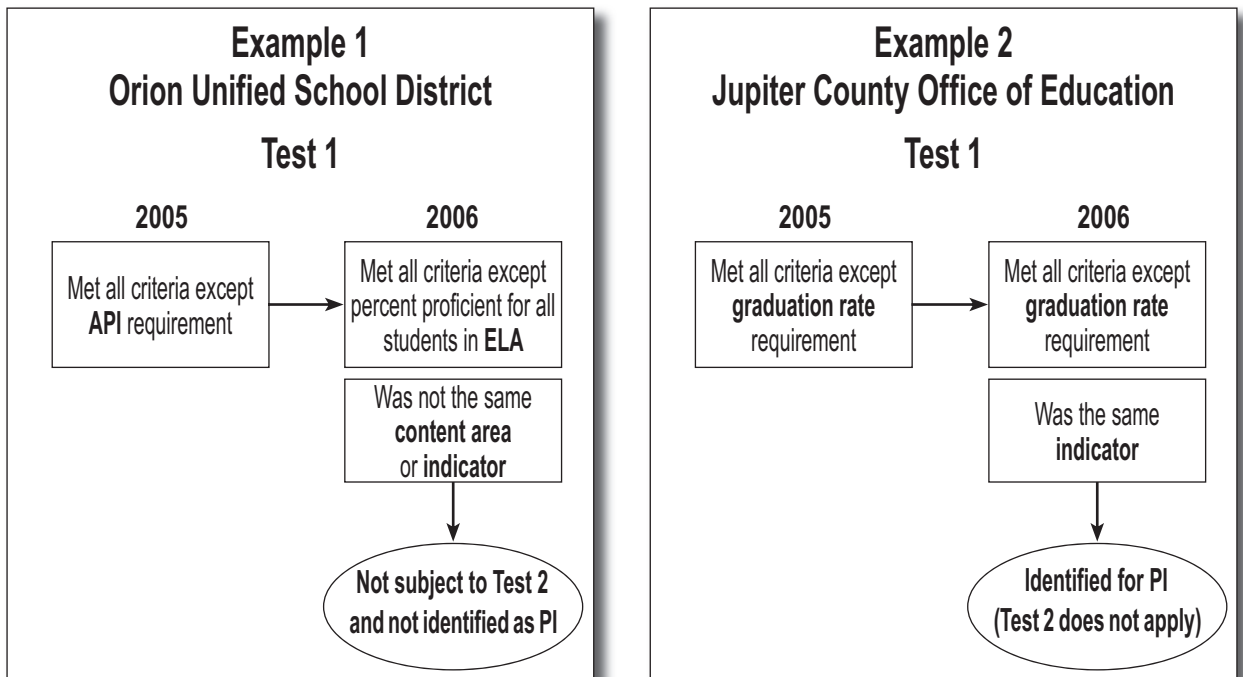 Example 1
Orion Unified School District
Test 1
2005
2006
Met all criteria except
API requirement
Met all criteria except
percent proficient for all
students in ELA
Was not the same
content area
or indicator
Not subject to Test 2
and not identified as PI
Example 2
Jupiter County Office of Education
Test 1
2005
2006
Met all criteria except
graduation rate
requirement
Met all criteria except
graduation rate
requirement
Was the same
indicator
Identified for PI
(Test 2 does not apply)